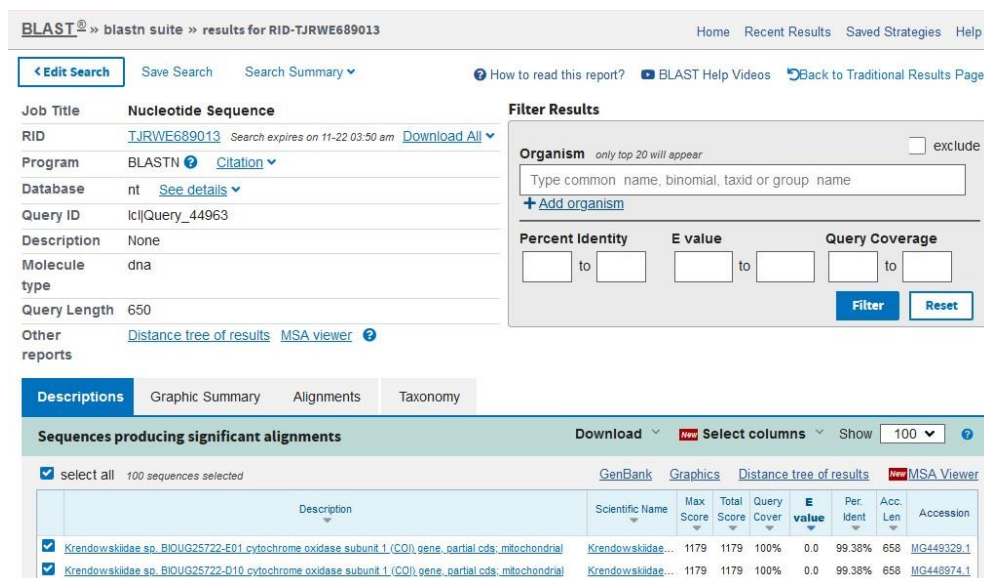 BLAST® » blastn suite » results for RID-TJRWE689013
Home Recent Results Saved Strategies Help
< Edit Search Save Search Search Summary
How to read this report? BLAST Help Videos Back to Traditional Results Page
Job Title Nucleotide Sequence
RID TJRWE689013 Search expires on 11-22 03:50 am Download All
Program BLASTN Citation
Database nt See details
Query ID lcl|Query_44963
Description None
Molecule type dna
Query Length 650
Other reports Distance tree of results MSA viewer
Filter Results
Organism only top 20 will appear exclude
Type common name, binomial, taxid or group name
+ Add organism
Percent Identity E value Query Coverage
to to to
Filter Reset
Descriptions Graphic Summary Alignments Taxonomy
Sequences producing significant alignments Download New Select columns Show 100
select all 100 sequences selected GenBank Graphics Distance tree of results New MSA Viewer
Description Scientific Name Max Score Total Score Query Cover E value Per. Ident Acc. Len Accession
Krendowskiidae sp. BIOUG25722-E01 cytochrome oxidase subunit 1 (COI) gene, partial cds; mitochondrial Krendowskiidae... 1179 1179 100% 0.0 99.38% 658 MG449329.1
Krendowskiidae sp. BIOUG25722-D10 cytochrome oxidase subunit 1 (COI) gene, partial cds; mitochondrial Krendowskiidae... 1179 1179 100% 0.0 99.38% 658 MG448974.1